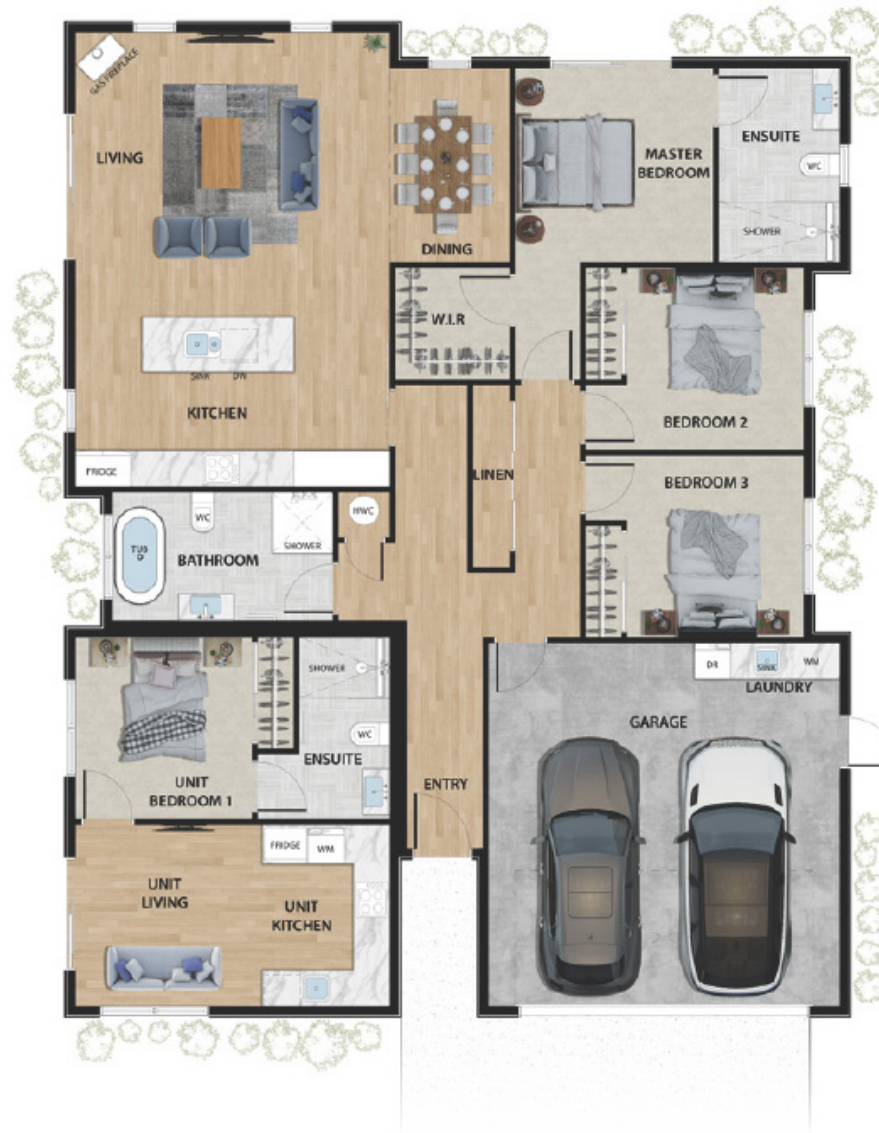 GAS FIREPLACE
LIVING
DINING
MASTER
BEDROOM
ENSUITE
WC
SHOWER
W.I.R
SINK
DW
KITCHEN
FRIDGE
BEDROOM 2
LINEN
BEDROOM 3
HWC
WC
SHOWER
TUB
BATHROOM
SHOWER
WC
ENSUITE
UNIT
BEDROOM 1
DR
SINK
WM
LAUNDRY
GARAGE
ENTRY
FRIDGE
WM
UNIT
LIVING
UNIT
KITCHEN